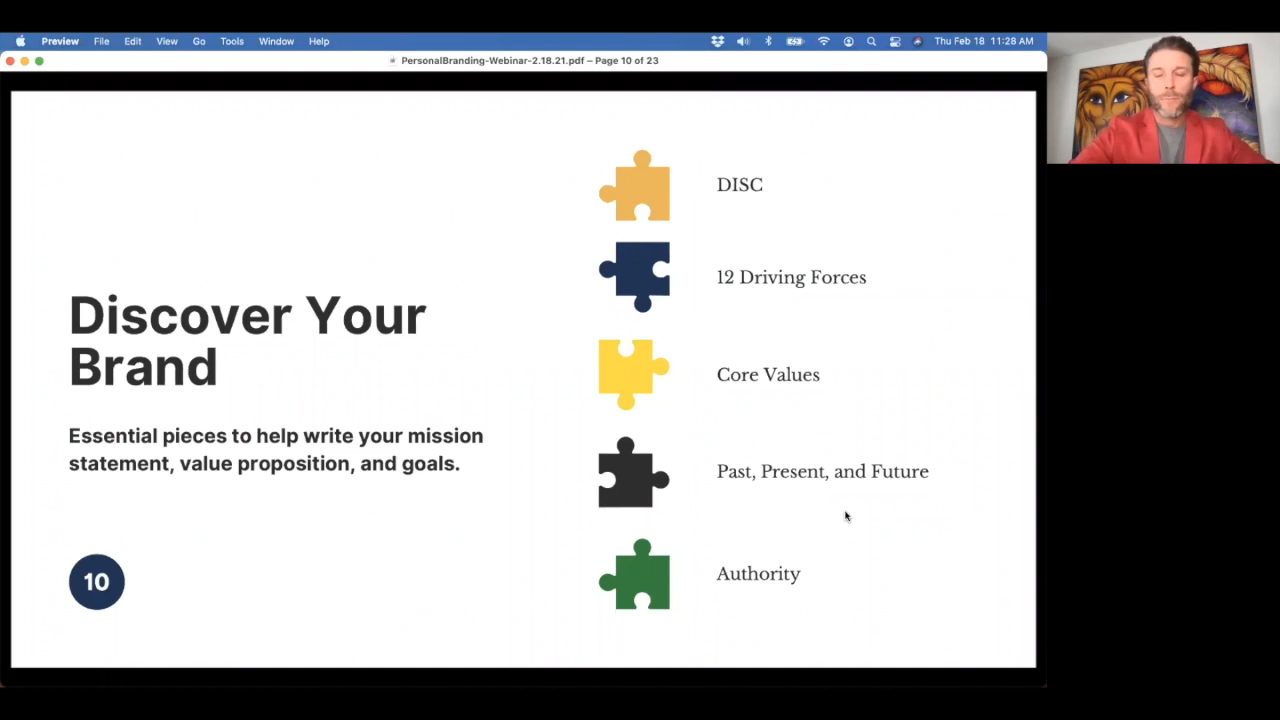 Preview File Edit View Go Tools Window Help Thu Feb 18 11:28 AM
PersonalBranding-Webinar-2.18.21.pdf – Page 10 of 23
Discover Your
Brand
Essential pieces to help write your mission
statement, value proposition, and goals.
10
DISC
12 Driving Forces
Core Values
Past, Present, and Future
Authority